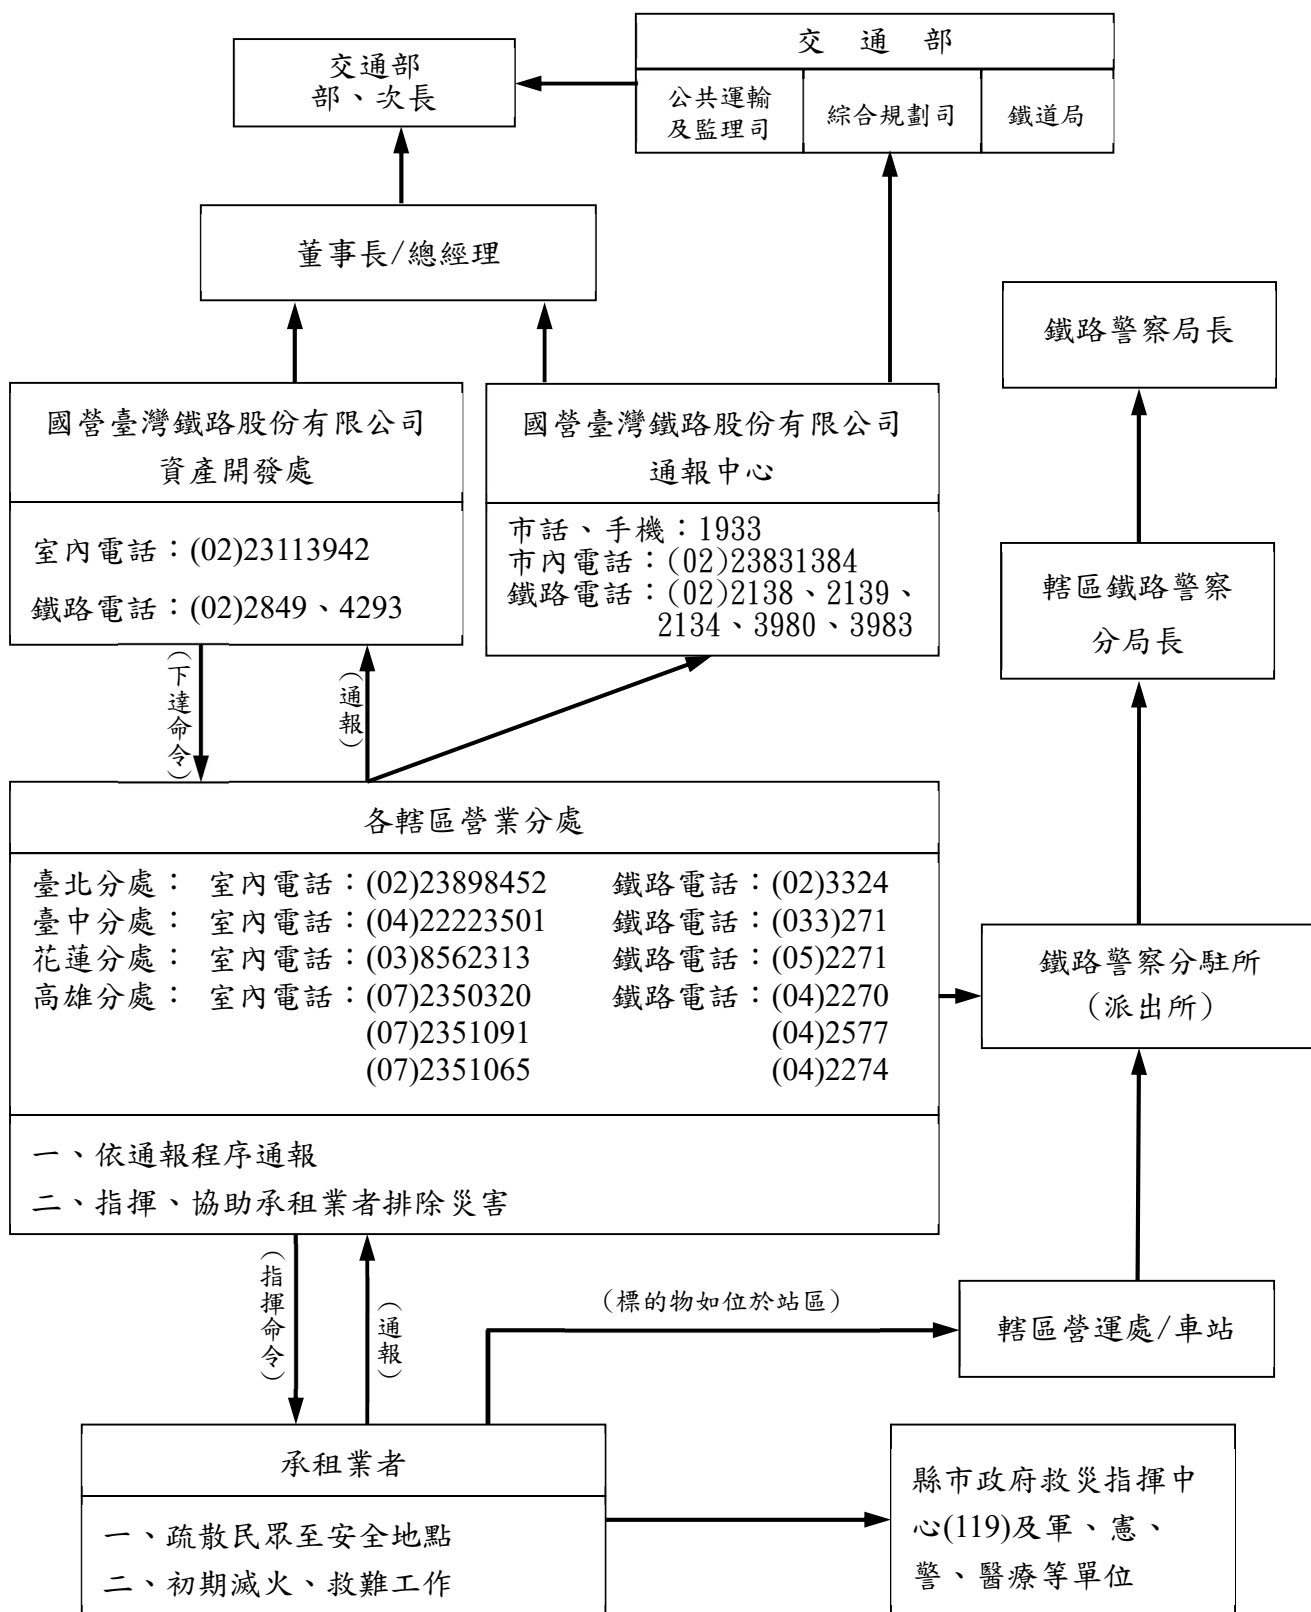 交通部
公共運輸
及監理司
綜合規劃司
鐵道局
交通部
部、次長
董事長/總經理
鐵路警察局長
國營臺灣鐵路股份有限公司
資產開發處
室內電話：(02)23113942
鐵路電話：(02)2849、4293
國營臺灣鐵路股份有限公司
通報中心
市話、手機：1933
市內電話：(02)23831384
鐵路電話：(02)2138、2139、
2134、3980、3983
轄區鐵路警察
分局長
（下達命令）
（通報）
各轄區營業分處
臺北分處： 室內電話：(02)23898452 鐵路電話：(02)3324
臺中分處： 室內電話：(04)22223501 鐵路電話：(033)271
花蓮分處： 室內電話：(03)8562313 鐵路電話：(05)2271
高雄分處： 室內電話：(07)2350320 鐵路電話：(04)2270
(07)2351091 (04)2577
(07)2351065 (04)2274
一、依通報程序通報
二、指揮、協助承租業者排除災害
鐵路警察分駐所
（派出所）
（指揮命令）
（通報）
（標的物如位於站區）
轄區營運處/車站
承租業者
一、疏散民眾至安全地點
二、初期滅火、救難工作
縣市政府救災指揮中
心(119)及軍、憲、
警、醫療等單位